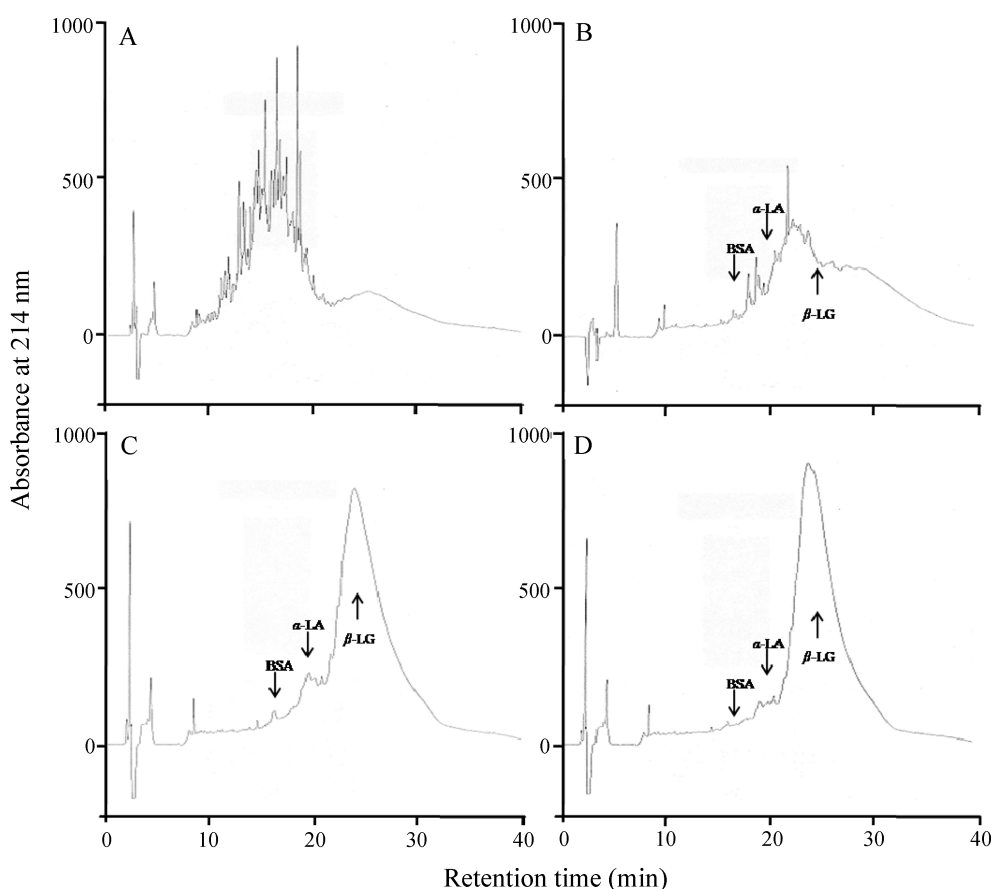 Absorbance at 214 nm
A
1000
500
0
B
1000
500
0
BSA
α-LA
β-LG
C
1000
500
0
BSA
α-LA
β-LG
0 10 20 30 40
D
1000
500
0
BSA
α-LA
β-LG
0 10 20 30 40
Retention time (min)